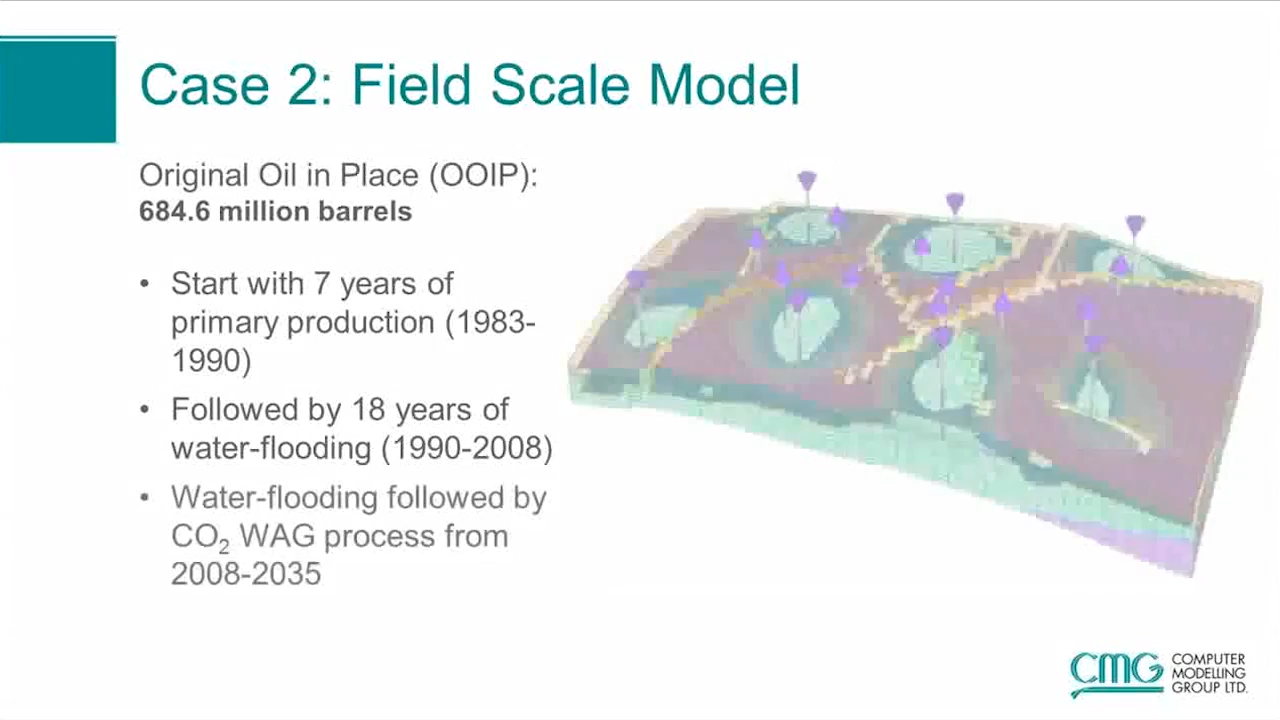 Case 2: Field Scale Model
Original Oil in Place (OOIP):
684.6 million barrels
• Start with 7 years of
primary production (1983-
1990)
• Followed by 18 years of
water-flooding (1990-2008)
• Water-flooding followed by
CO₂ WAG process from
2008-2035
CMG
COMPUTER
MODELLING
GROUP LTD.